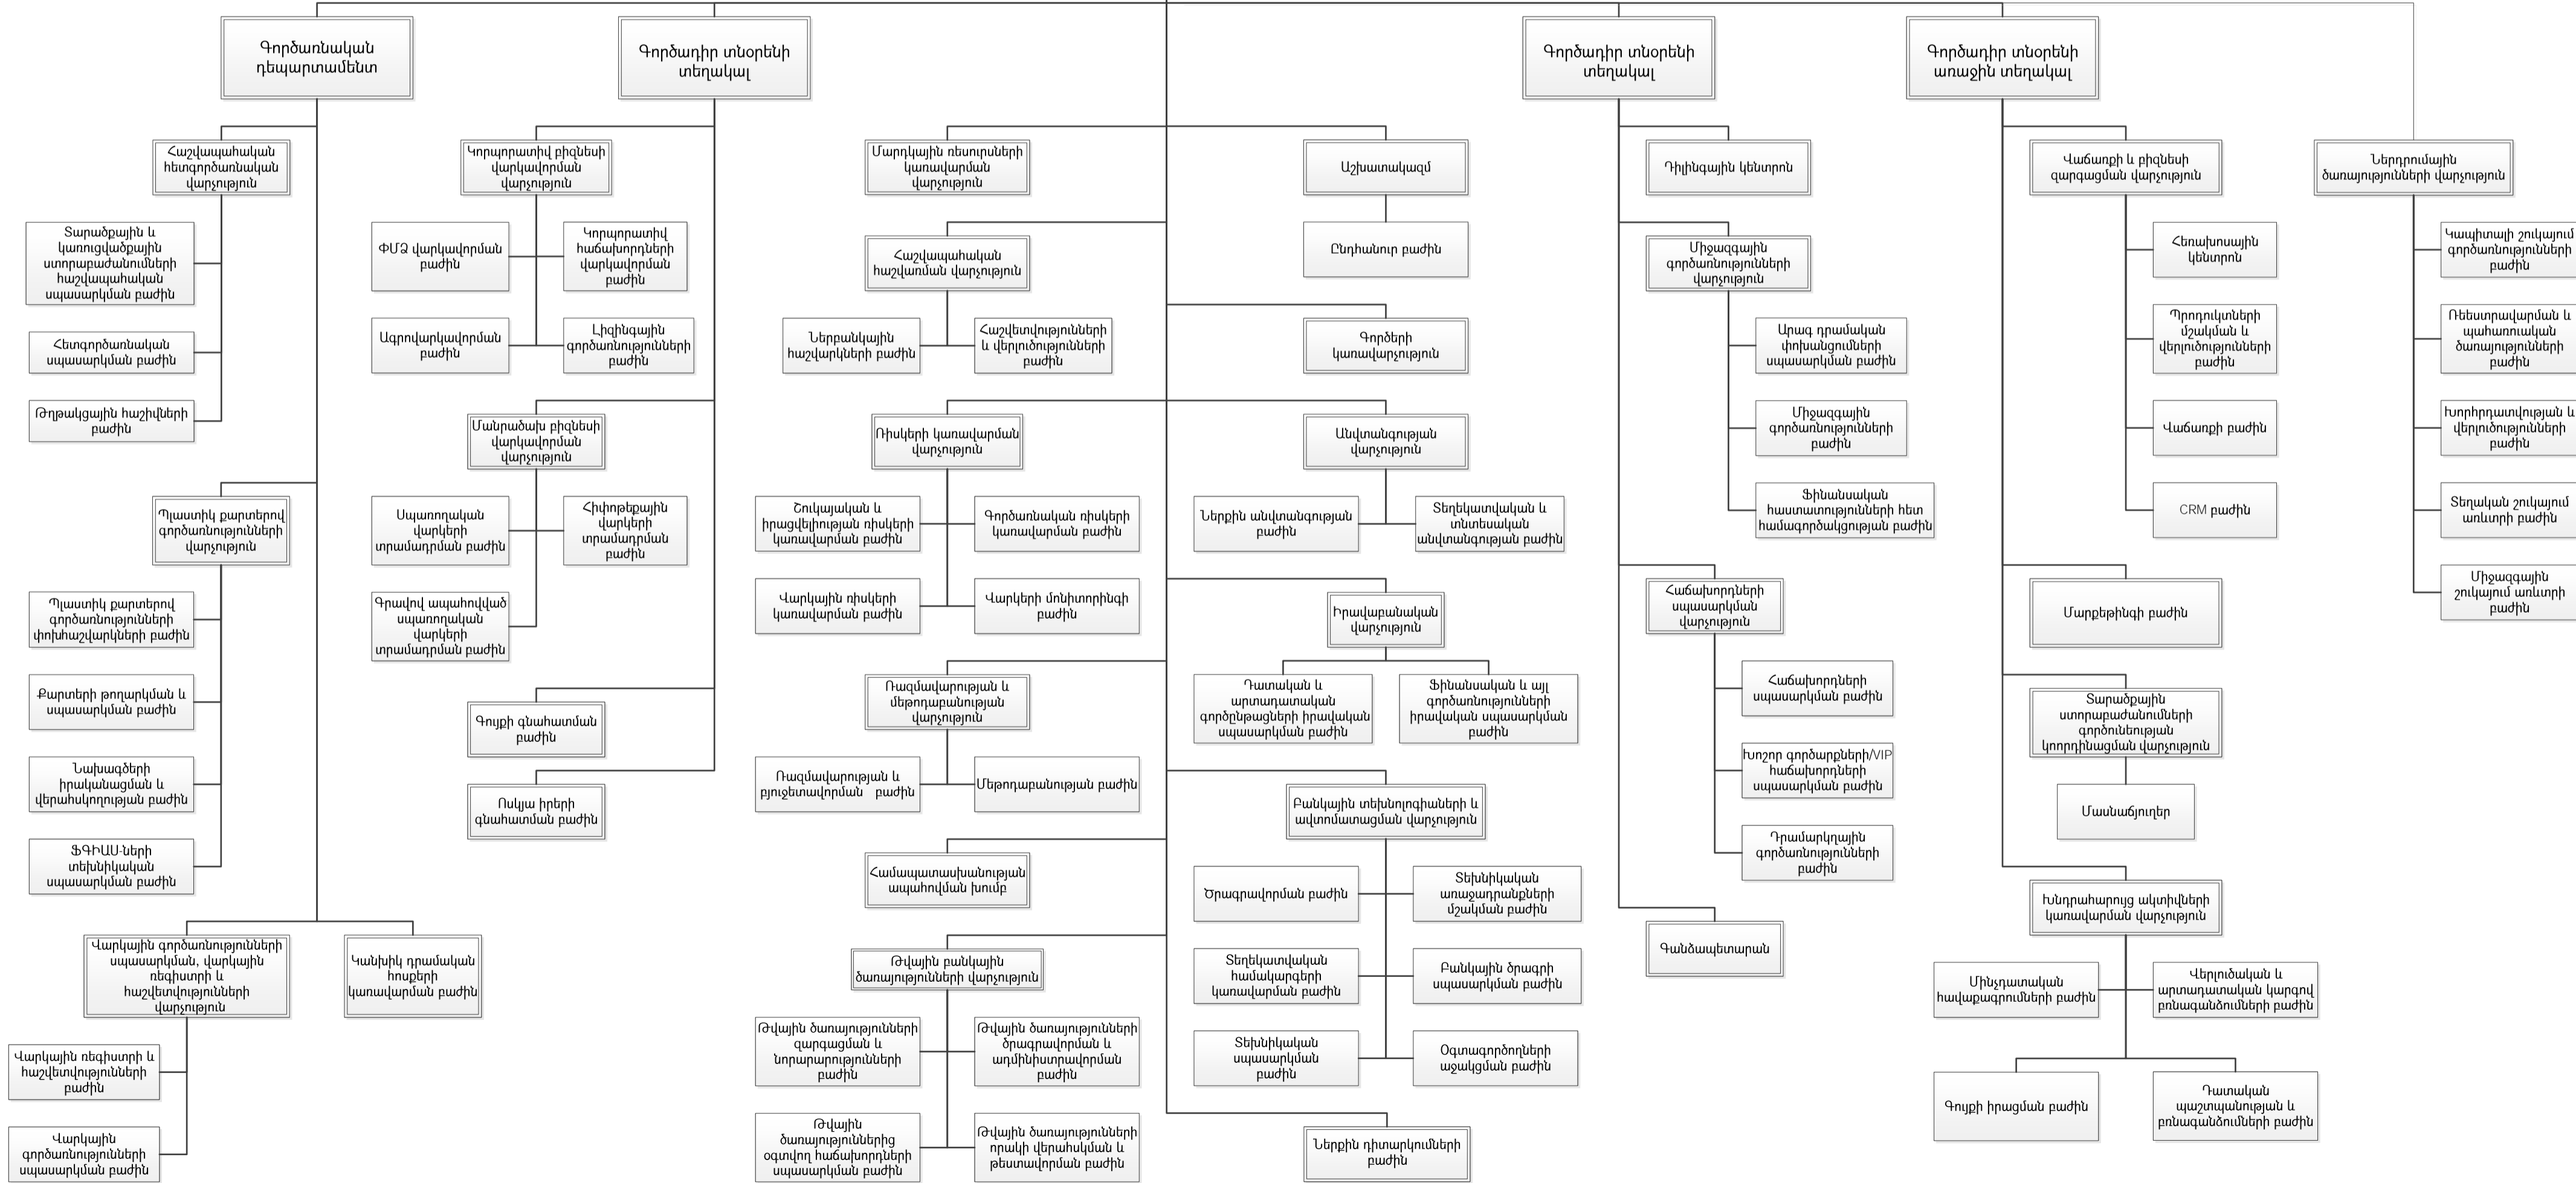 Գործառնական
դեպարտամենտ
Հաշվապահական
հետգործառնական
վարչություն
Տարածքային և
կառուցվածքային
ստորաբաժանումների
հաշվապահական
սպասարկման բաժին
Հետգործառնական
սպասարկման բաժին
Թղթակցային հաշիվների
բաժին
Պլաստիկ քարտերով
գործառնությունների
վարչություն
Պլաստիկ քարտերով
գործառնությունների
փոխհաշվարկների բաժին
Քարտերի թողարկման և
սպասարկման բաժին
Նախագծերի
իրականացման և
վերահսկողության բաժին
ՖԳԻԱՍ-ների
տեխնիկական
սպասարկման բաժին
Վարկային գործառնությունների
սպասարկման, վարկային
ռեգիստրի և
հաշվետվությունների
վարչություն
Կանխիկ դրամական
հոսքերի
կառավարման բաժին
Վարկային ռեգիստրի և
հաշվետվությունների
բաժին
Վարկային
գործառնությունների
սպասարկման բաժին
Գործադիր տնօրենի
տեղակալ
Կորպորատիվ բիզնեսի
վարկավորման
վարչություն
ՓՄՁ վարկավորման
բաժին
Կորպորատիվ
հաճախորդների
վարկավորման
բաժին
Ագրովարկավորման
բաժին
Լիզինգային
գործառնությունների
բաժին
Մանրածախ բիզնեսի
վարկավորման
վարչություն
Սպառողական
վարկերի
տրամադրման բաժին
Հիփոթեքային
վարկերի
տրամադրման
բաժին
Գրավով ապահովված
սպառողական
վարկերի
տրամադրման բաժին
Գույքի գնահատման
բաժին
Ոսկյա իրերի
գնահատման բաժին
Մարդկային ռեսուրսների
կառավարման
վարչություն
Աշխատակազմ
Ընդհանուր բաժին
Հաշվապահական
հաշվառման վարչություն
Ներբանկային
հաշվարկների բաժին
Հաշվետվությունների
և վերլուծությունների
բաժին
Գործերի
կառավարչություն
Ռիսկերի կառավարման
վարչություն
Շուկայական և
իրացվելիության ռիսկերի
կառավարման բաժին
Գործառնական ռիսկերի
կառավարման բաժին
Վարկային ռիսկերի
կառավարման բաժին
Վարկերի մոնիտորինգի
բաժին
Անվտանգության
վարչություն
Ներքին անվտանգության
բաժին
Տեղեկատվական և
տնտեսական
անվտանգության բաժին
Իրավաբանական
վարչություն
Դատական և
արտադատական
գործընթացների իրավական
սպասարկման բաժին
Ֆինանսական և այլ
գործառնությունների
իրավական սպասարկման
բաժին
Ռազմավարության և
մեթոդաբանության
վարչություն
Ռազմավարության և
բյուջետավորման բաժին
Մեթոդաբանության բաժին
Բանկային տեխնոլոգիաների և
ավտոմատացման վարչություն
Ծրագրավորման բաժին
Տեխնիկական
առաջադրանքների
մշակման բաժին
Տեղեկատվական
համակարգերի
կառավարման բաժին
Բանկային ծրագրի
սպասարկման բաժին
Տեխնիկական
սպասարկման
բաժին
Օգտագործողների
աջակցման բաժին
Համապատասխանության
ապահովման խումբ
Թվային բանկային
ծառայությունների վարչություն
Թվային ծառայությունների
զարգացման և
նորարարությունների
բաժին
Թվային ծառայությունների
ծրագրավորման և
ադմինիստրավորման
բաժին
Թվային
ծառայություններից
օգտվող հաճախորդների
սպասարկման բաժին
Թվային ծառայությունների
որակի վերահսկման և
թեստավորման բաժին
Ներքին դիտարկումների
բաժին
Գործադիր տնօրենի
տեղակալ
Դիլինգային կենտրոն
Միջազգային
գործառնությունների
վարչություն
Արագ դրամական
փոխանցումների
սպասարկման բաժին
Միջազգային
գործառնությունների
բաժին
Ֆինանսական
հաստատությունների հետ
համագործակցության բաժին
Հաճախորդների
սպասարկման
վարչություն
Հաճախորդների
սպասարկման բաժին
Խոշոր գործարքների/VIP
հաճախորդների
սպասարկման բաժին
Դրամարկղային
գործառնությունների
բաժին
Գանձապետարան
Գործադիր տնօրենի
առաջին տեղակալ
Վաճառքի և բիզնեսի
զարգացման վարչություն
Հեռախոսային
կենտրոն
Պրոդուկտների
մշակման և
վերլուծությունների
բաժին
Վաճառքի բաժին
CRM բաժին
Մարքեթինգի բաժին
Տարածքային
ստորաբաժանումների
գործունեության
կոորդինացման վարչություն
Մասնաճյուղեր
Խնդրահարույց ակտիվների
կառավարման վարչություն
Մինչդատական
հավաքագրումների բաժին
Վերլուծական և
արտադատական կարգով
բռնագանձումների բաժին
Գույքի իրացման բաժին
Դատական
պաշտպանության և
բռնագանձումների բաժին
Ներդրումային
ծառայությունների վարչություն
Կապիտալի շուկայում
գործառնությունների
բաժին
Ռեեստրավարման և
պահառուական
ծառայությունների
բաժին
Խորհրդատվության և
վերլուծությունների
բաժին
Տեղական շուկայում
առևտրի բաժին
Միջազգային
շուկայում առևտրի
բաժին